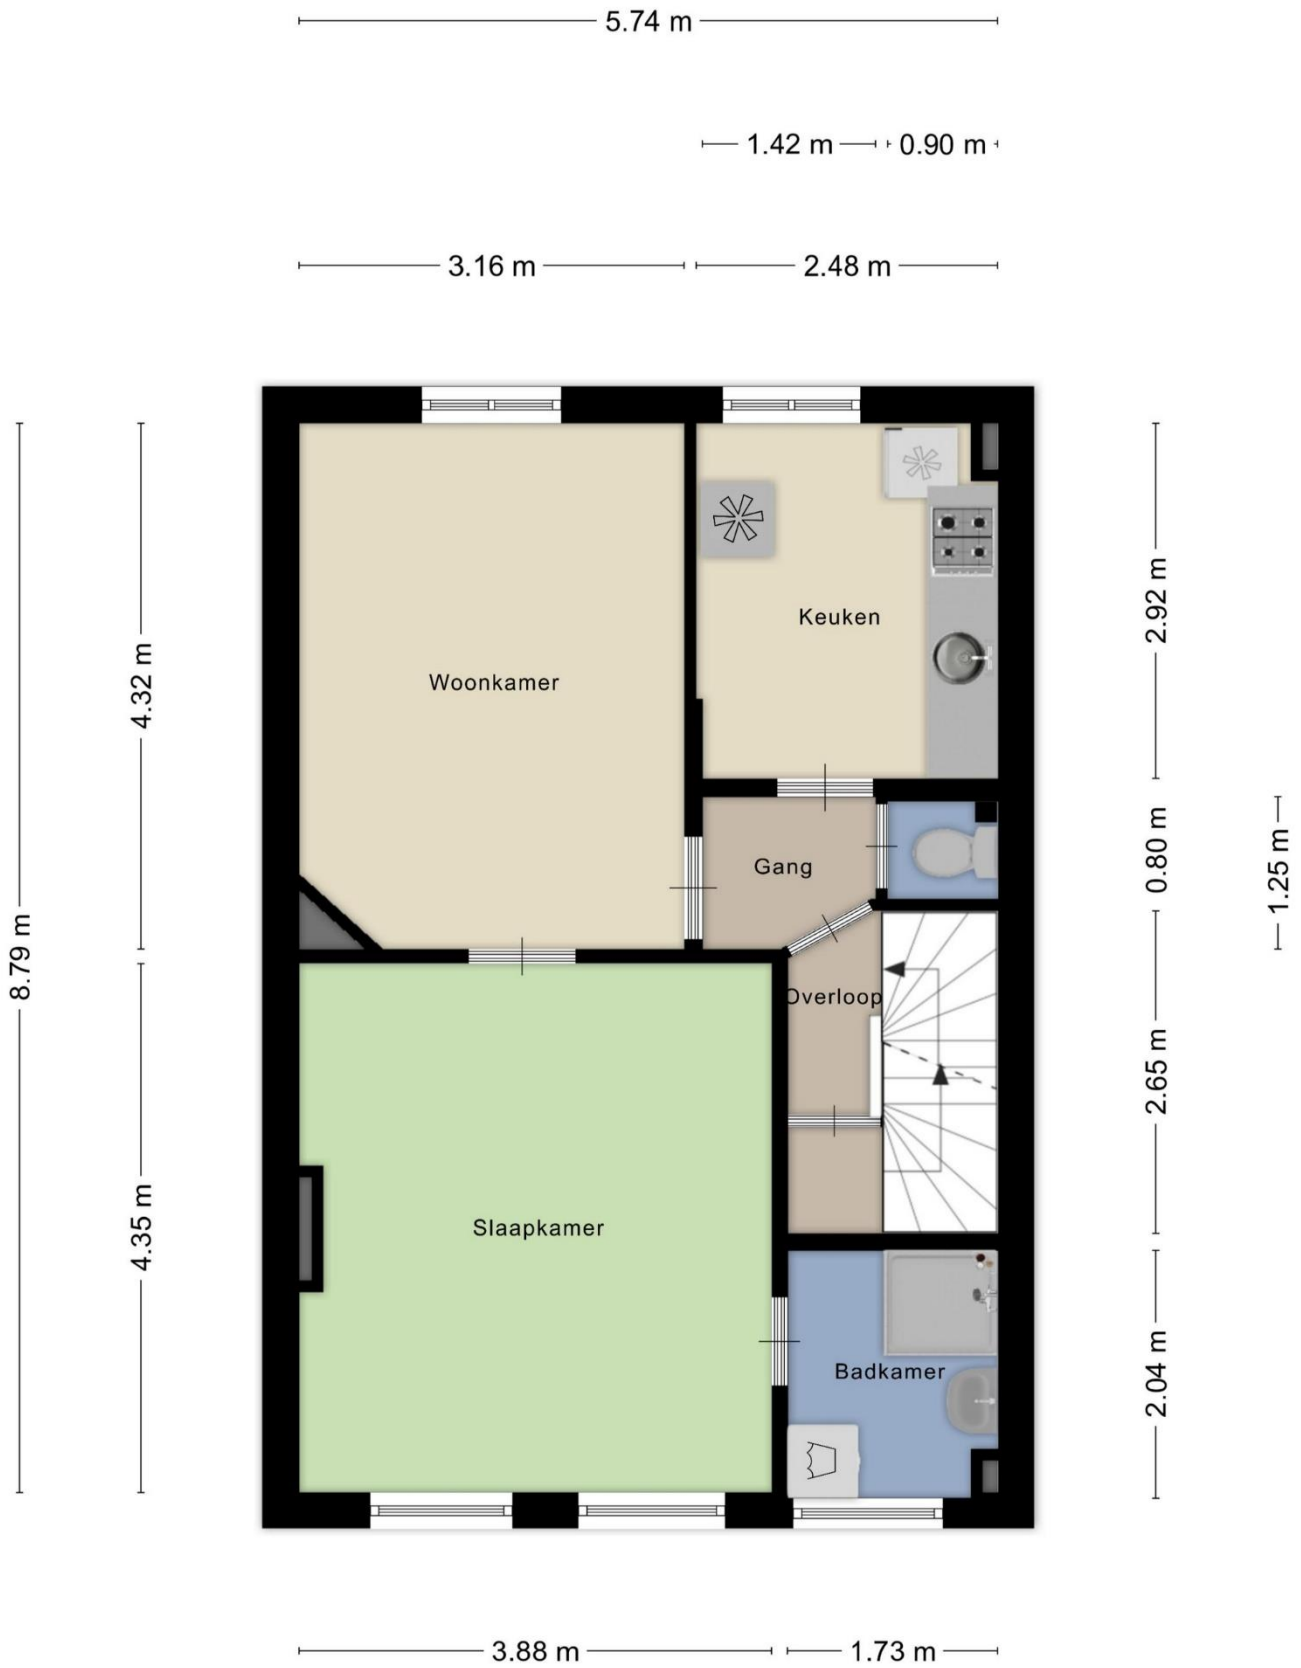 5.74 m
1.42 m
0.90 m
3.16 m
2.48 m
8.79 m
4.32 m
4.35 m
Woonkamer
Keuken
Gang
Overloop
Slaapkamer
Badkamer
2.92 m
0.80 m
1.25 m
2.65 m
2.04 m
3.88 m
1.73 m